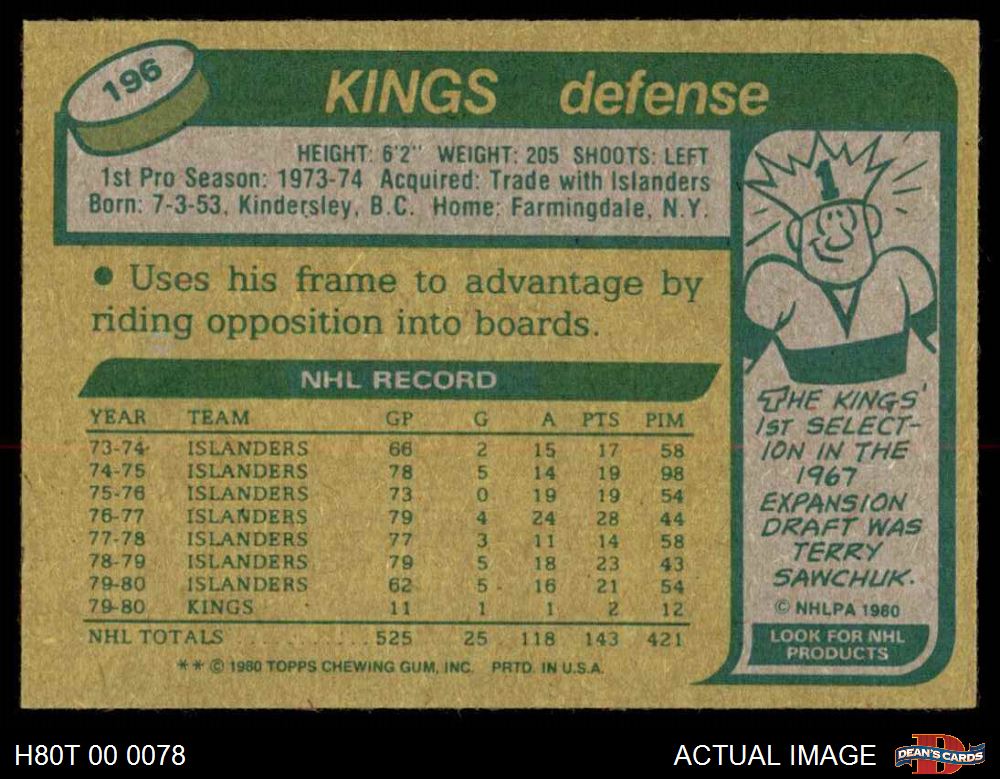 196
KINGS defense
HEIGHT: 6'2" WEIGHT: 205 SHOOTS: LEFT
1st Pro Season: 1973-74 Acquired: Trade with Islanders
Born: 7-3-53, Kindersley, B.C. Home: Farmingdale, N.Y.
● Uses his frame to advantage by
riding opposition into boards.
NHL RECORD
YEAR TEAM GP G A PTS PIM
73-74 ISLANDERS 66 2 15 17 58
74-75 ISLANDERS 78 5 14 19 98
75-76 ISLANDERS 73 0 19 19 54
76-77 ISLANDERS 79 4 24 28 44
77-78 ISLANDERS 77 3 11 14 58
78-79 ISLANDERS 79 5 18 23 43
79-80 ISLANDERS 62 5 16 21 54
79-80 KINGS 11 1 1 2 12
NHL TOTALS . . . . . . . . . . 525 25 118 143 421
** © 1980 TOPPS CHEWING GUM, INC. PRTD. IN U.S.A.
1
THE KINGS'
1ST SELECT-
ION IN THE
1967
EXPANSION
DRAFT WAS
TERRY
SAWCHUK.
© NHLPA 1980
LOOK FOR NHL
PRODUCTS
H80T 00 0078
ACTUAL IMAGE
D
DEAN'S CARDS